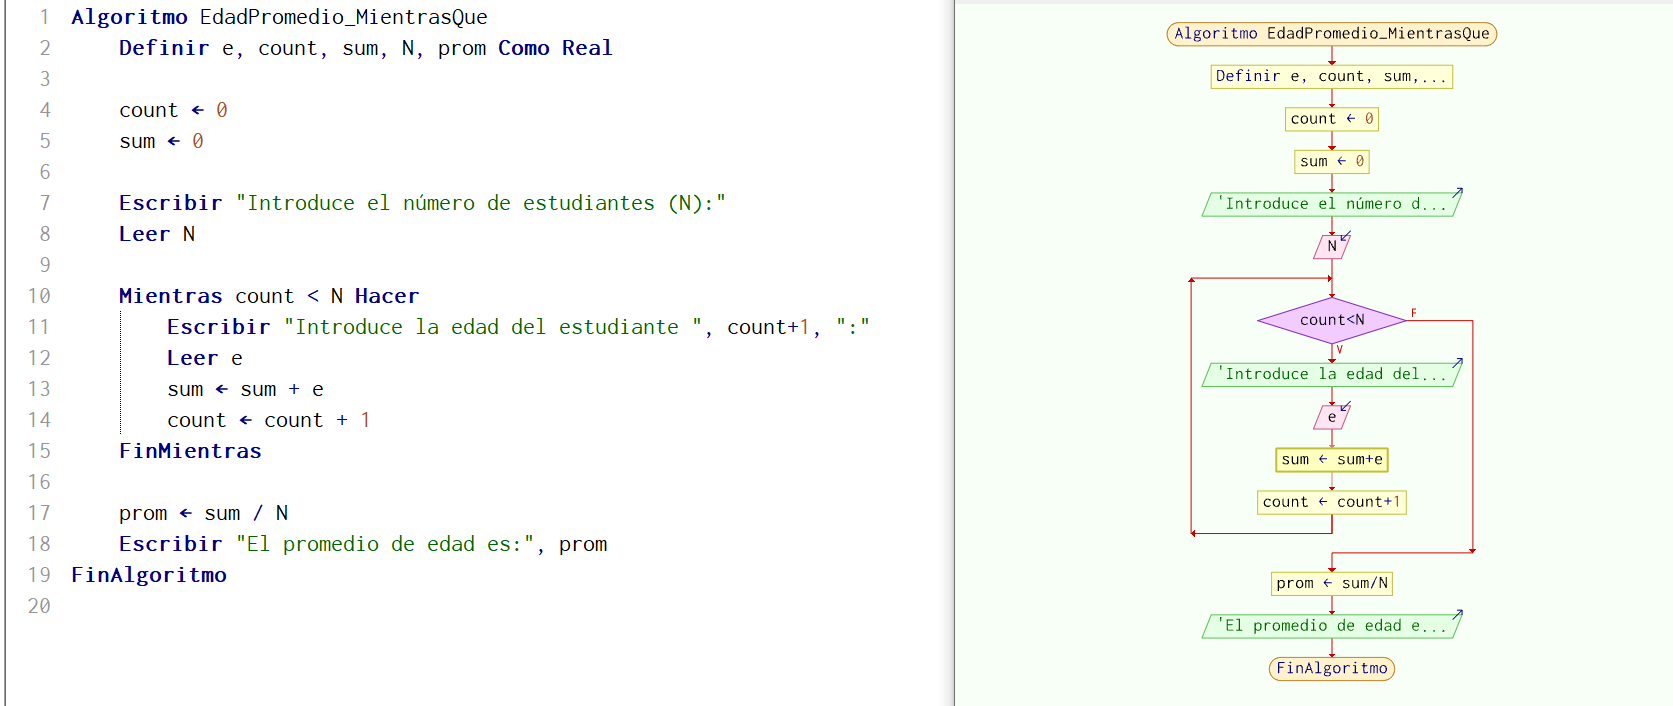 1 Algoritmo EdadPromedio_MientrasQue
2 Definir e, count, sum, N, prom Como Real
3
4 count ← 0
5 sum ← 0
6
7 Escribir "Introduce el número de estudiantes (N):"
8 Leer N
9
10 Mientras count < N Hacer
11 Escribir "Introduce la edad del estudiante ", count+1, ":"
12 Leer e
13 sum ← sum + e
14 count ← count + 1
15 FinMientras
16
17 prom ← sum / N
18 Escribir "El promedio de edad es:", prom
19 FinAlgoritmo
20
Algoritmo EdadPromedio_MientrasQue
Definir e, count, sum,...
count ← 0
sum ← 0
'Introduce el número d...
N
count<N
F
V
'Introduce la edad del...
e
sum ← sum+e
count ← count+1
prom ← sum/N
'El promedio de edad e...
FinAlgoritmo